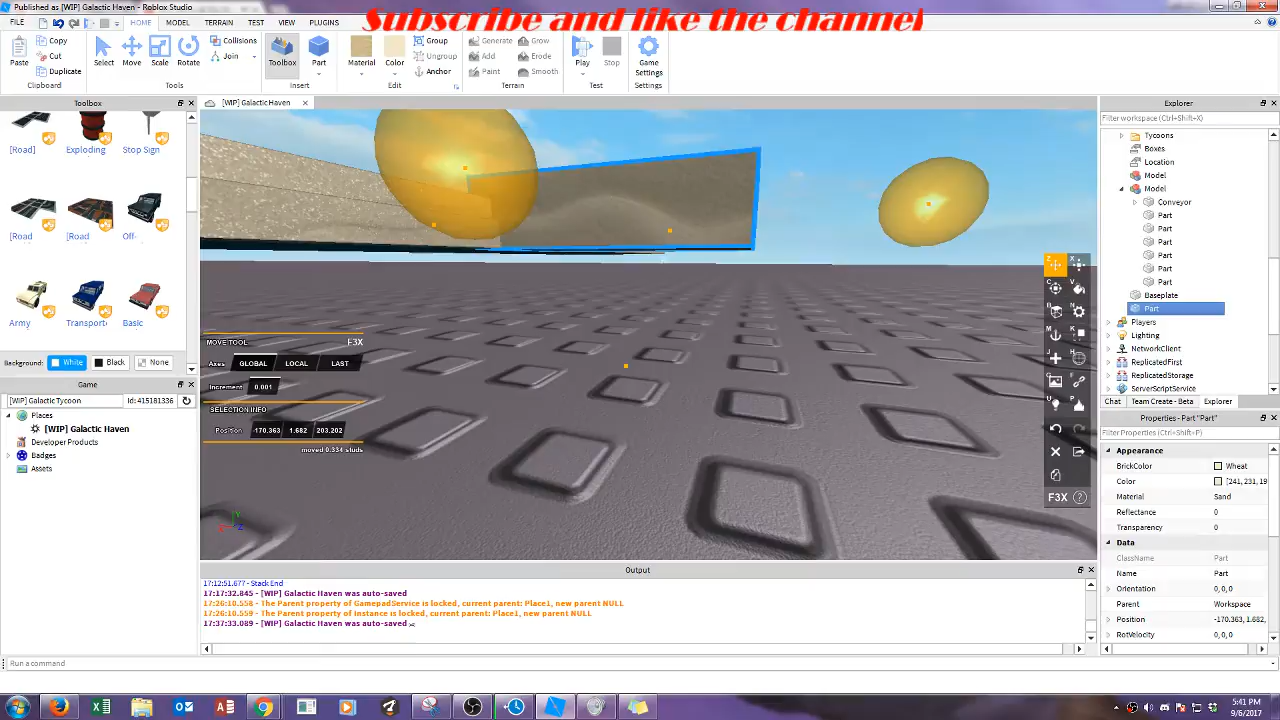 Published as [WIP] Galactic Haven - Roblox Studio
Subscribe and like the channel
FILE HOME MODEL TERRAIN TEST VIEW PLUGINS
Copy
Cut
Duplicate
Paste
Clipboard
Select Move Scale Rotate
Collisions
Join
Tools
Toolbox Part
Insert
Material Color
Group
Ungroup
Anchor
Edit
Generate Grow
Add Erode
Paint Smooth
Terrain
Play Stop
Test
Game
Settings
Settings
Toolbox
[Road] Exploding Stop Sign
[Road [Road Off-
Army Transport- Basic
Background: White Black None
Game
[WIP] Galactic Tycoon Id: 415181336
Places
[WIP] Galactic Haven
Developer Products
Badges
Assets
[WIP] Galactic Haven
MOVE TOOL F3X
Axes GLOBAL LOCAL LAST
Increment 0.001
SELECTION INFO
Position -170.363 1.682 203.202
moved 0.334 studs
Z X
C V
B N
M K
J H
G F
U P
F3X ?
Output
17:12:51.677 - Stack End
17:17:32.845 - [WIP] Galactic Haven was auto-saved
17:26:10.558 - The Parent property of GamepadService is locked, current parent: Place1, new parent NULL
17:26:10.559 - The Parent property of Instance is locked, current parent: Place1, new parent NULL
17:37:33.089 - [WIP] Galactic Haven was auto-saved
Run a command
Explorer
Filter workspace (Ctrl+Shift+X)
Tycoons
Boxes
Location
Model
Model
Conveyor
Part
Part
Part
Part
Part
Part
Baseplate
Part
Players
Lighting
NetworkClient
ReplicatedFirst
ReplicatedStorage
ServerScriptService
Chat Team Create - Beta Explorer
Properties - Part "Part"
Filter Properties (Ctrl+Shift+P)
Appearance
BrickColor Wheat
Color [241, 231, 19
Material Sand
Reflectance 0
Transparency 0
Data
ClassName Part
Name Part
Orientation 0, 0, 0
Parent Workspace
Position -170.363, 1.682,
RotVelocity 0, 0, 0
5:41 PM
9/6/2017